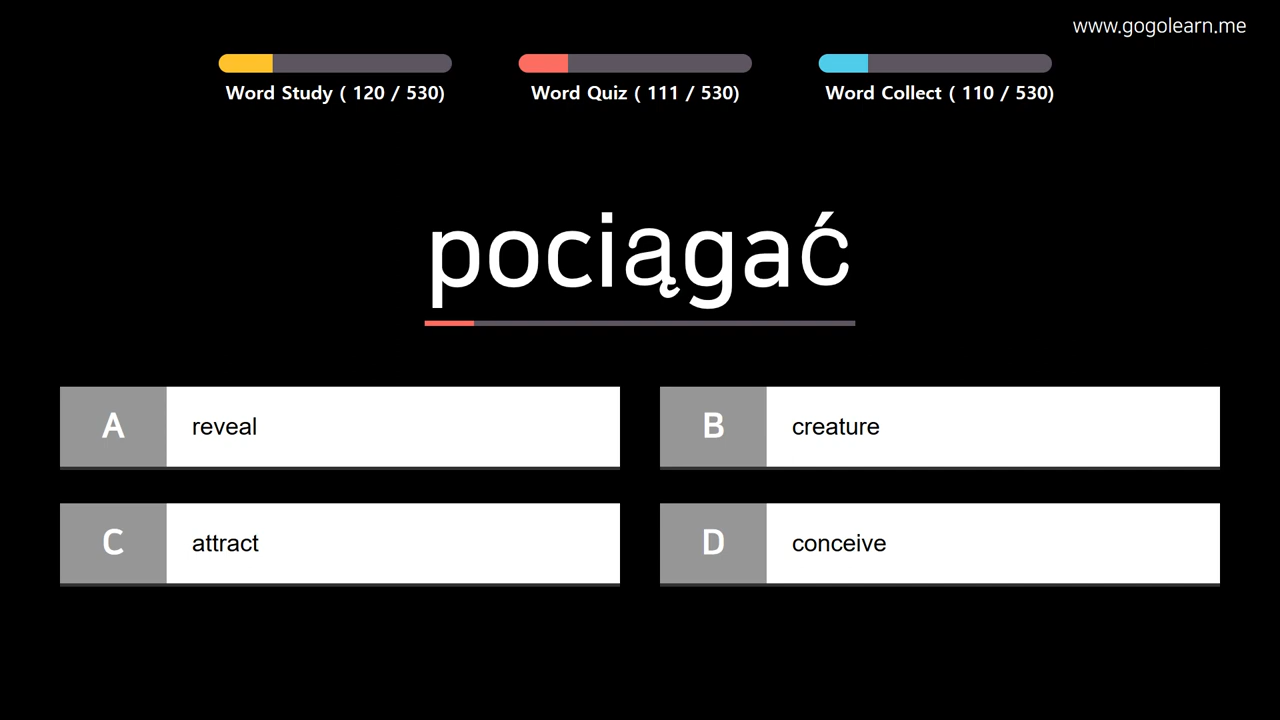 www.gogolearn.me
Word Study ( 120 / 530)
Word Quiz ( 111 / 530)
Word Collect ( 110 / 530)
pociągać
A reveal
B creature
C attract
D conceive